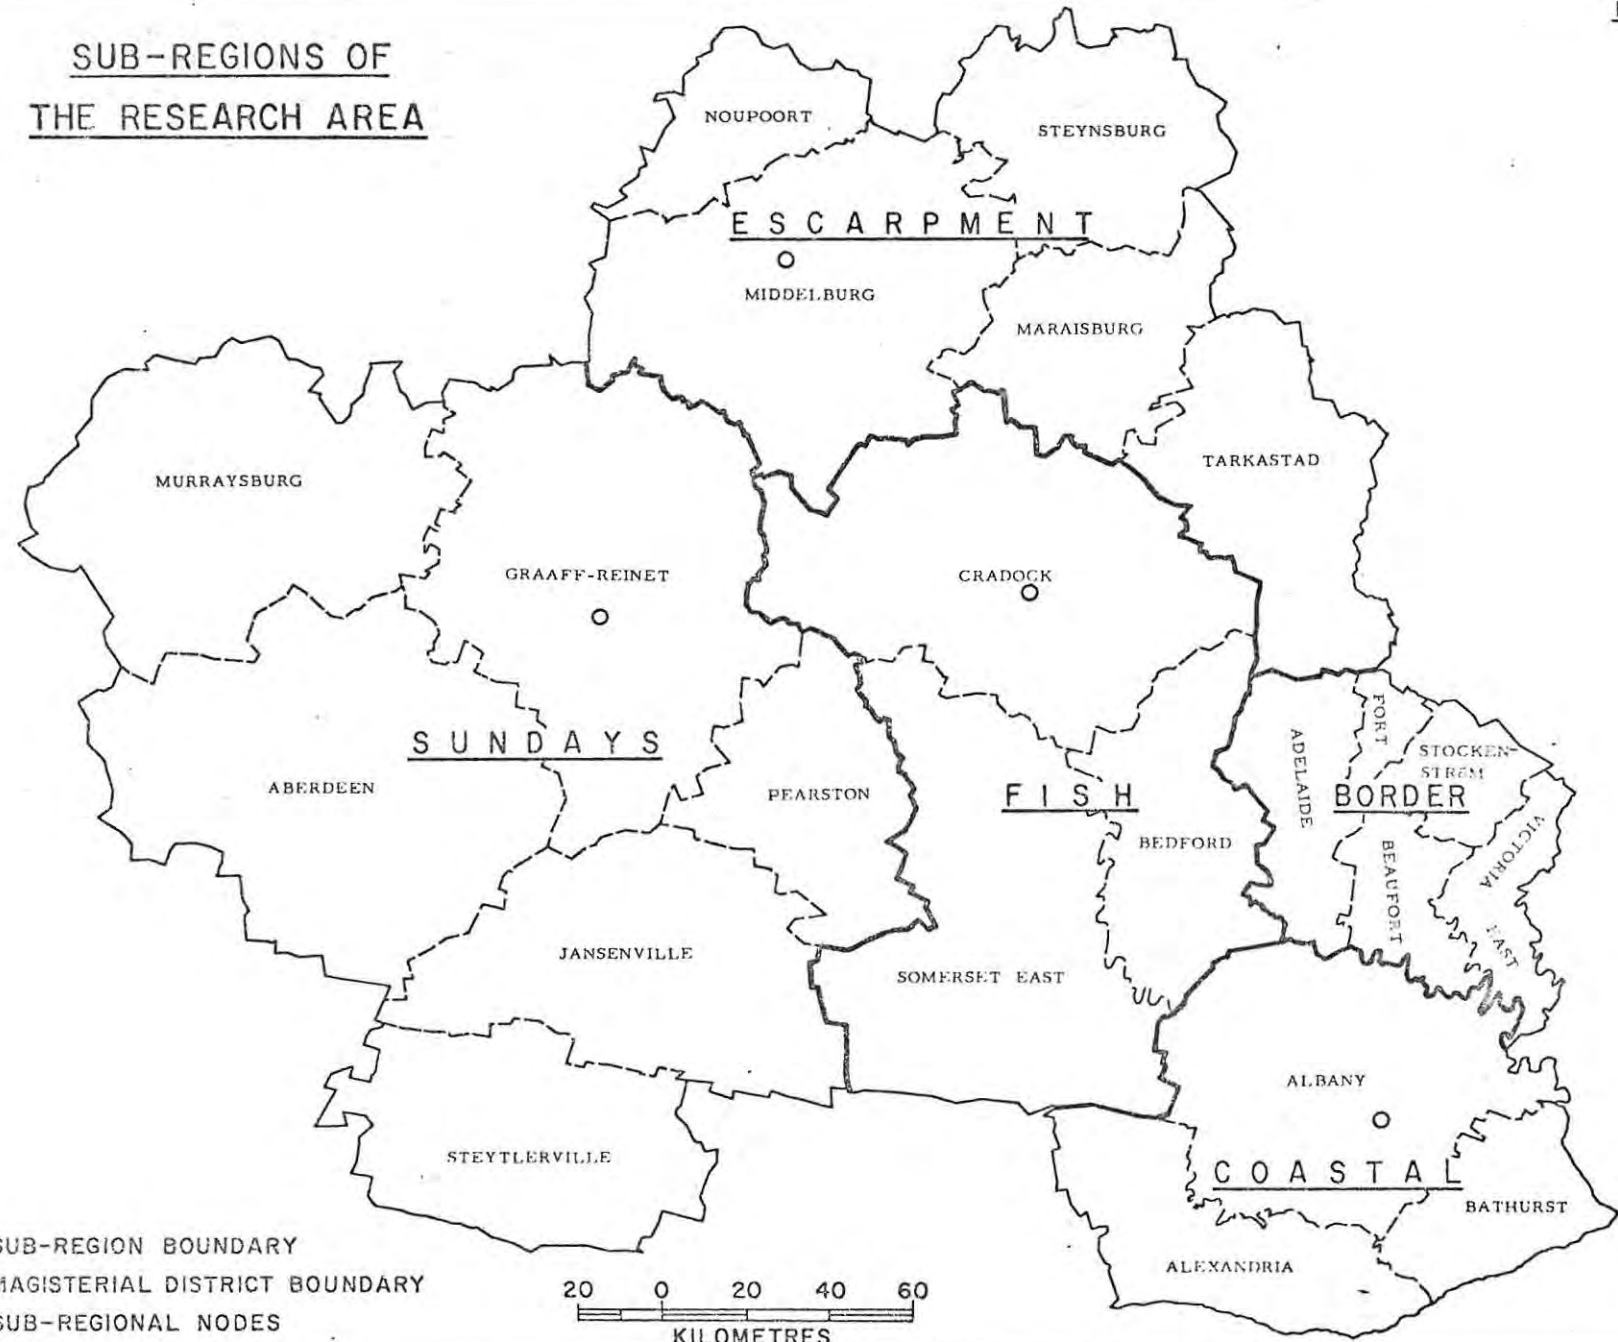 SUB-REGIONS OF
THE RESEARCH AREA
NOUPOORT
STEYNSBURG
ESCARPMENT
MIDDELBURG
MARAISBURG
MURRAYSBURG
TARKASTAD
GRAAFF-REINET
CRADOCK
SUNDAYS
ABERDEEN
PEARSTON
FISH
BEDFORD
ADELAIDE
FORT
BEAUFORT
STOCKEN-
STRÖM
BORDER
VICTORIA
EAST
JANSENVILLE
SOMERSET EAST
ALBANY
STEYTLERVILLE
COASTAL
BATHURST
ALEXANDRIA
SUB-REGION BOUNDARY
MAGISTERIAL DISTRICT BOUNDARY
SUB-REGIONAL NODES
20 0 20 40 60
KILOMETRES